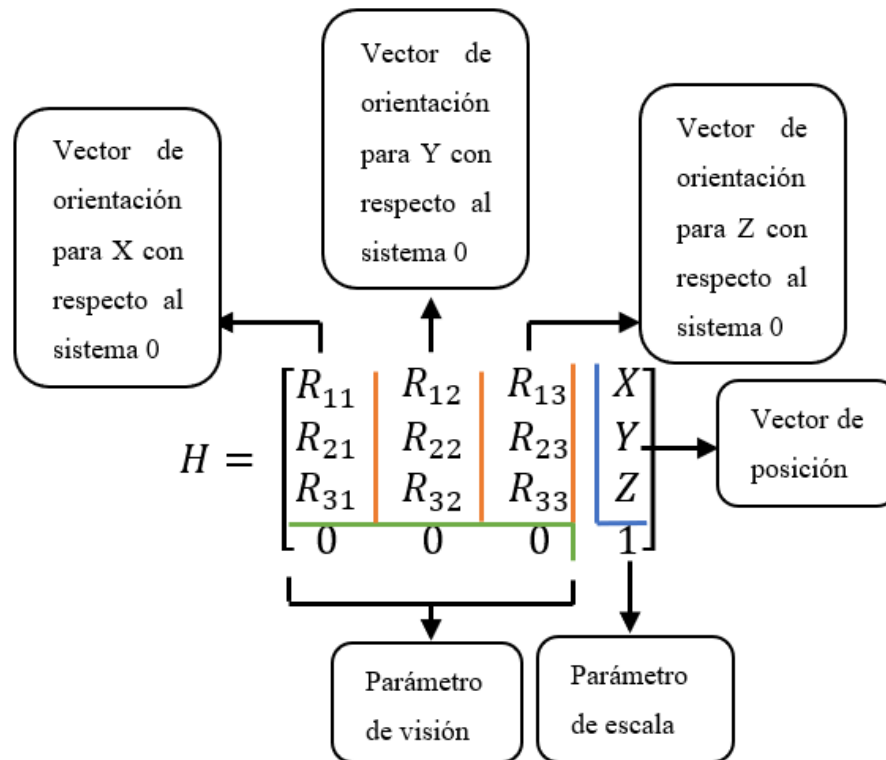 Vector de
orientación
para Y con
respecto al
sistema 0
Vector de
orientación
para X con
respecto al
sistema 0
Vector de
orientación
para Z con
respecto al
sistema 0
H =
R₁₁ R₁₂ R₁₃ X
R₂₁ R₂₂ R₂₃ Y
R₃₁ R₃₂ R₃₃ Z
0 0 0 1
Vector de
posición
Parámetro
de visión
Parámetro
de escala